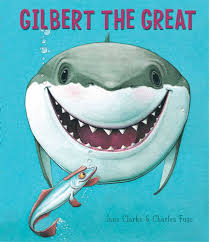 GILBERT THE GREAT
Jane Clarke & Charles Fuge